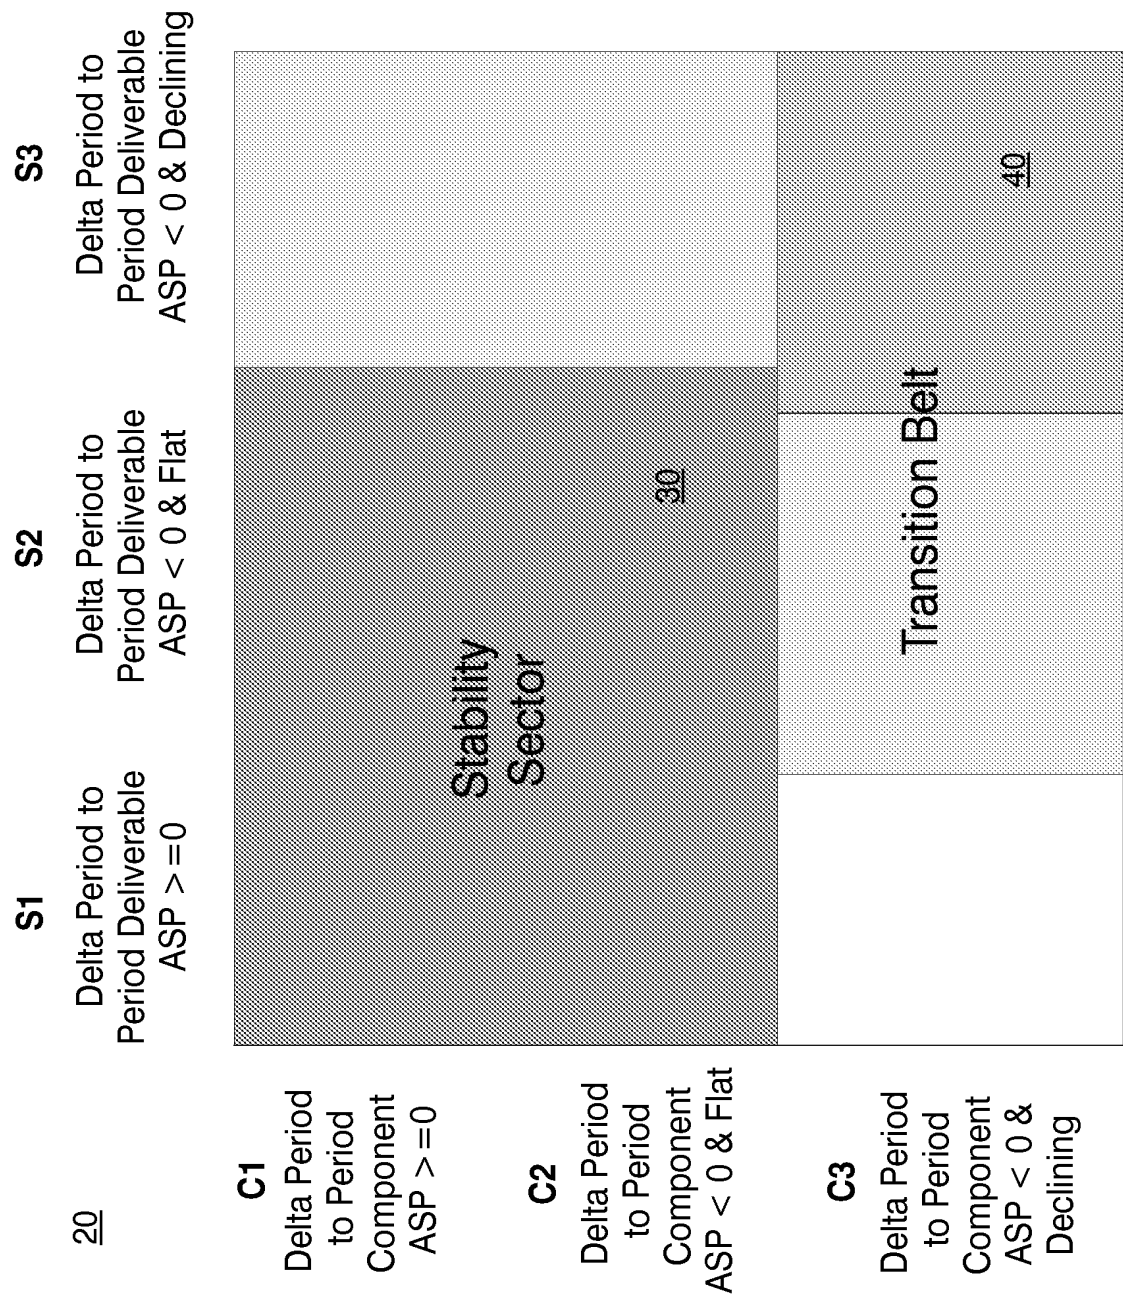 20
S1
Delta Period to
Period Deliverable
ASP >=0
S2
Delta Period to
Period Deliverable
ASP < 0 & Flat
S3
Delta Period to
Period Deliverable
ASP < 0 & Declining
C1
Delta Period
to Period
Component
ASP >=0
C2
Delta Period
to Period
Component
ASP < 0 & Flat
C3
Delta Period
to Period
Component
ASP < 0 &
Declining
Stability
Sector
30
Transition Belt
40